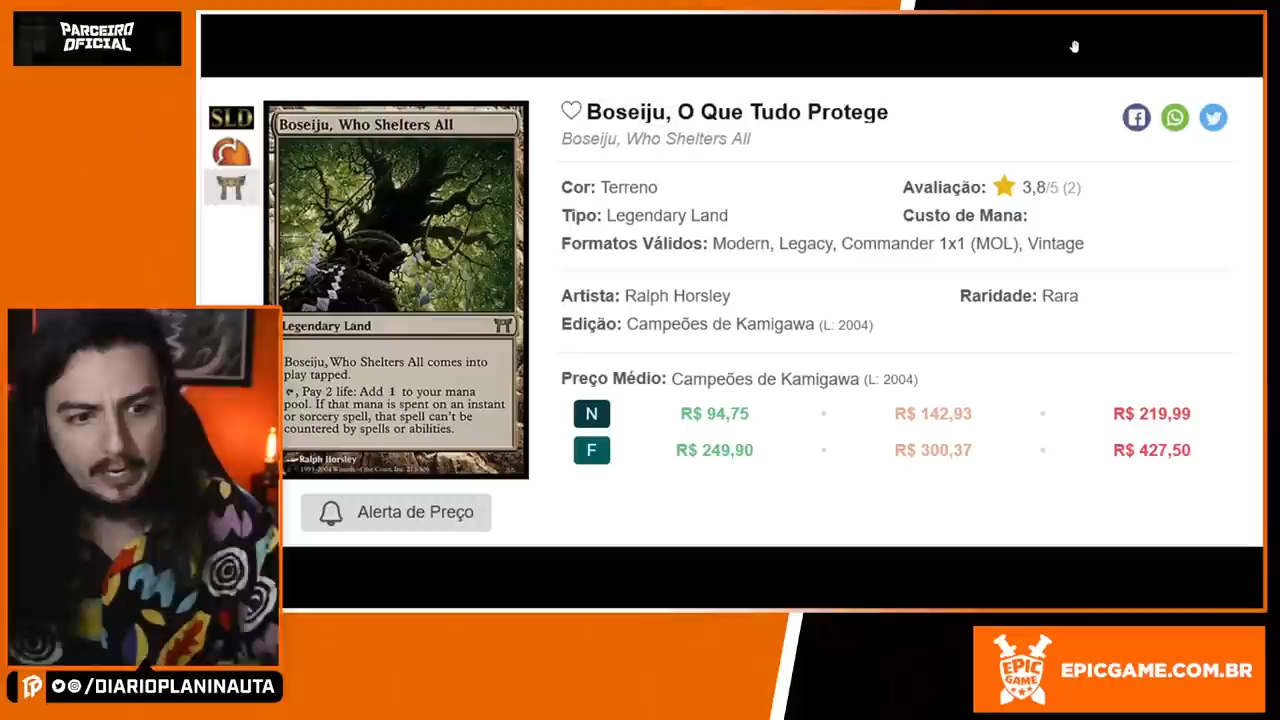 PARCEIRO
OFICIAL
SLD
Boseiju, Who Shelters All
Legendary Land
Boseiju, Who Shelters All comes into
play tapped.
, Pay 2 life: Add 1 to your mana
pool. If that mana is spent on an instant
or sorcery spell, that spell can't be
countered by spells or abilities.
Ralph Horsley
Boseiju, O Que Tudo Protege
Boseiju, Who Shelters All
Cor: Terreno
Avaliação: 3,8/5 (2)
Tipo: Legendary Land
Custo de Mana:
Formatos Válidos: Modern, Legacy, Commander 1x1 (MOL), Vintage
Artista: Ralph Horsley
Raridade: Rara
Edição: Campeões de Kamigawa (L: 2004)
Preço Médio: Campeões de Kamigawa (L: 2004)
N R$ 94,75 • R$ 142,93 • R$ 219,99
F R$ 249,90 • R$ 300,37 • R$ 427,50
Alerta de Preço
/DIARIOPLANINAUTA
EPIC
GAME
EPICGAME.COM.BR